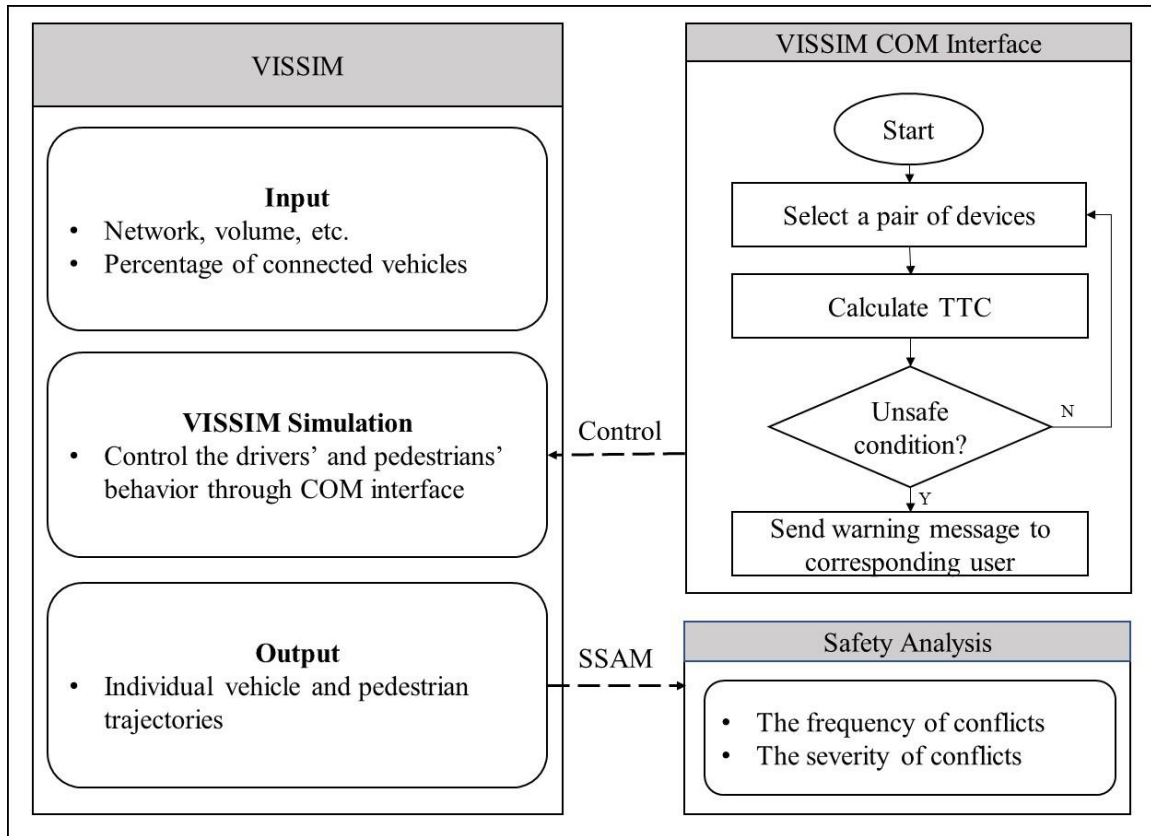 VISSIM
Input
• Network, volume, etc.
• Percentage of connected vehicles
VISSIM Simulation
• Control the drivers’ and pedestrians’
behavior through COM interface
Output
• Individual vehicle and pedestrian
trajectories
Control
SSAM
VISSIM COM Interface
Start
Select a pair of devices
Calculate TTC
Unsafe
condition?
N
Y
Send warning message to
corresponding user
Safety Analysis
• The frequency of conflicts
• The severity of conflicts